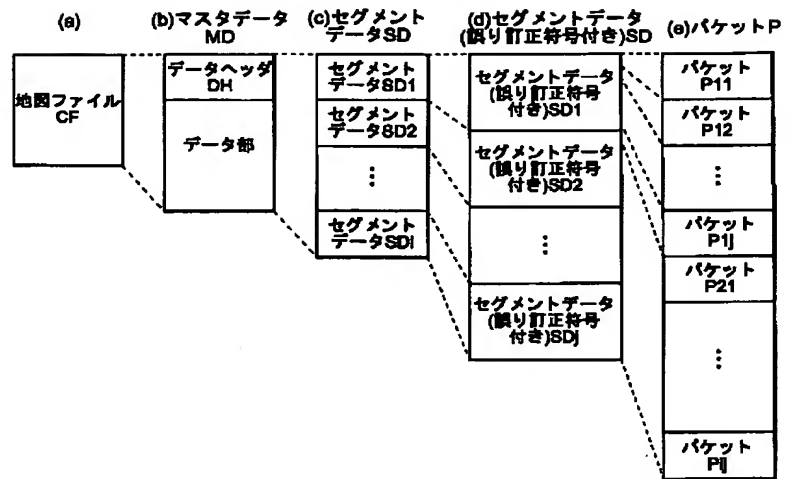 (a)
(b)マスタデータ
MD
(c)セグメント
データSD
(d)セグメントデータ
(誤り訂正符号付き)SD
(e)パケットP
地図ファイル
CF
データヘッダ
DH
データ部
セグメント
データSD1
セグメント
データSD2
⋮
セグメント
データSDi
セグメントデータ
(誤り訂正符号
付き)SD1
セグメントデータ
(誤り訂正符号
付き)SD2
⋮
セグメントデータ
(誤り訂正符号
付き)SDj
パケット
P11
パケット
P12
⋮
パケット
P1j
パケット
P21
⋮
パケット
Pij